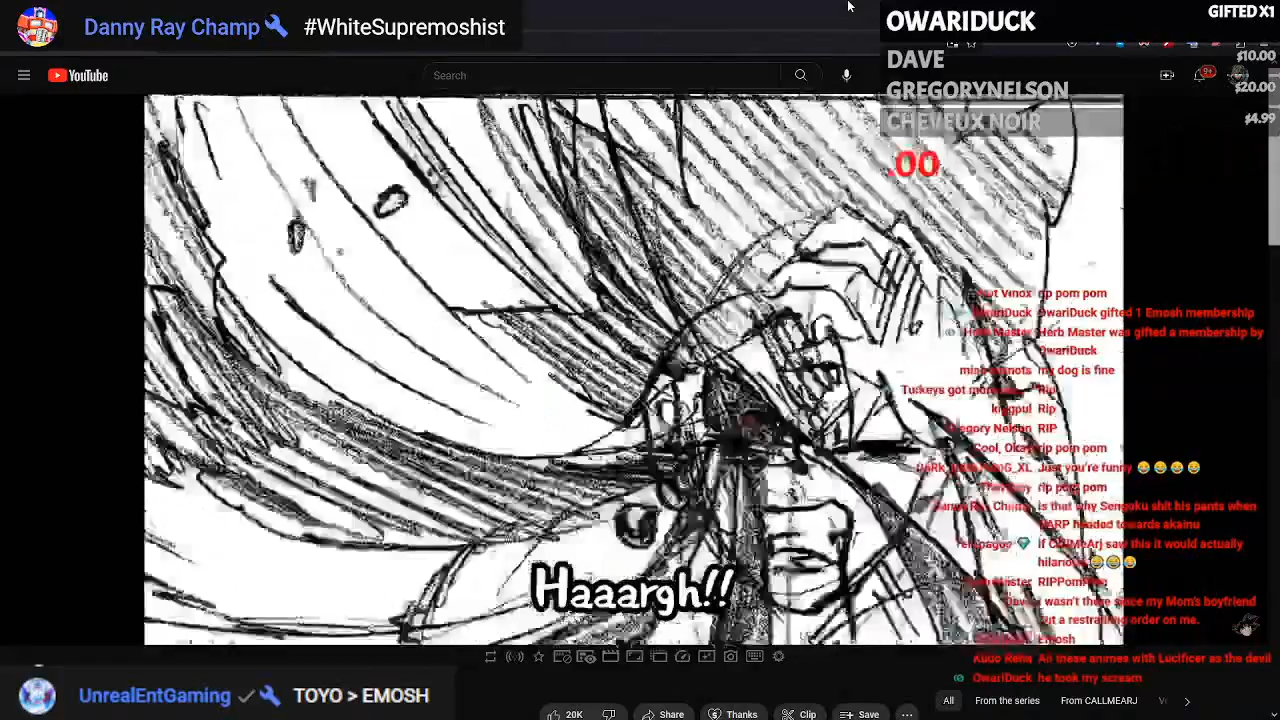 Danny Ray Champ #WhiteSupremoshist
OWARIDUCK
GIFTED X1
DAVE
$10.00
GREGORYNELSON
$20.00
CHEVEUX NOIR
$4.99
.00
YouTube
Search
9+
rip pom pom
OwariDuck gifted 1 Emosh membership
Herb Master was gifted a membership by
OwariDuck
my dog is fine
Rip
Rip
RIP
rip pom pom
Just you're funny 😂😂😂😂
rip pom pom
is that why Sengoku shit his pants when
GARP headed towards akainu
if CallMeArj saw this it would actually
hilarious 😂😂😂
RIPPomPom
Dave i wasn't there since my Mom's boyfriend
put a restraining order on me.
Emosh
Kudo Renq All these animes with Lucificer as the devil
OwariDuck he took my scream
Haaargh!!
UnrealEntGaming TOYO > EMOSH
All
From the series
From CALLMEARJ
20K
Share
Thanks
Clip
Save